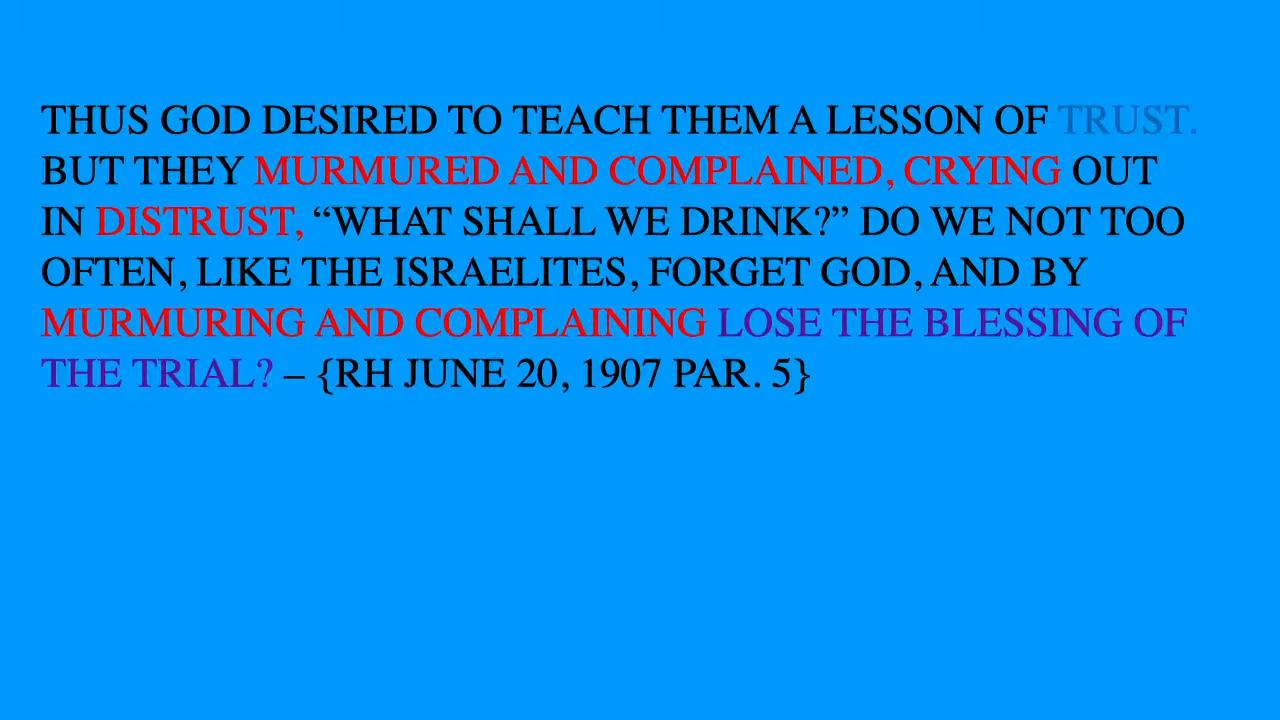 THUS GOD DESIRED TO TEACH THEM A LESSON OF TRUST.
BUT THEY MURMURED AND COMPLAINED, CRYING OUT
IN DISTRUST, “WHAT SHALL WE DRINK?” DO WE NOT TOO
OFTEN, LIKE THE ISRAELITES, FORGET GOD, AND BY
MURMURING AND COMPLAINING LOSE THE BLESSING OF
THE TRIAL? – {RH JUNE 20, 1907 PAR. 5}